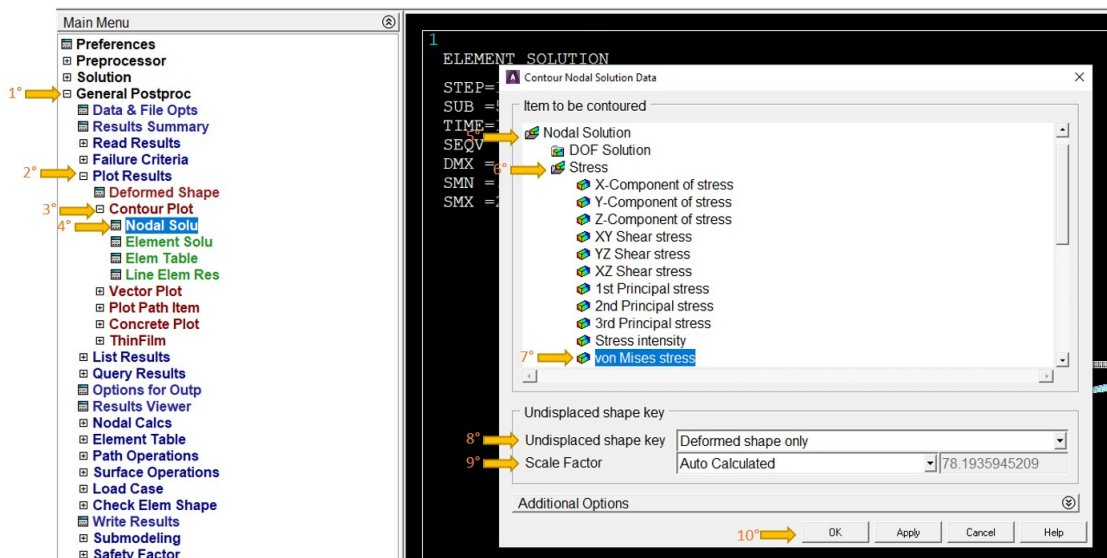 Main Menu
Preferences
Preprocessor
Solution
1° General Postproc
Data & File Opts
Results Summary
Read Results
Failure Criteria
2° Plot Results
Deformed Shape
3° Contour Plot
4° Nodal Solu
Element Solu
Elem Table
Line Elem Res
Vector Plot
Plot Path Item
Concrete Plot
ThinFilm
List Results
Query Results
Options for Outp
Results Viewer
Nodal Calcs
Element Table
Path Operations
Surface Operations
Load Case
Check Elem Shape
Write Results
Submodeling
Safety Factor
1
ELEMENT SOLUTION
STEP=
SUB =
TIME=
SEQV
DMX =
SMN =
SMX =
Contour Nodal Solution Data
Item to be contoured
5° Nodal Solution
DOF Solution
6° Stress
X-Component of stress
Y-Component of stress
Z-Component of stress
XY Shear stress
YZ Shear stress
XZ Shear stress
1st Principal stress
2nd Principal stress
3rd Principal stress
Stress intensity
7° von Mises stress
Undisplaced shape key
8° Undisplaced shape key Deformed shape only
9° Scale Factor Auto Calculated 78.1935945209
Additional Options
10° OK Apply Cancel Help